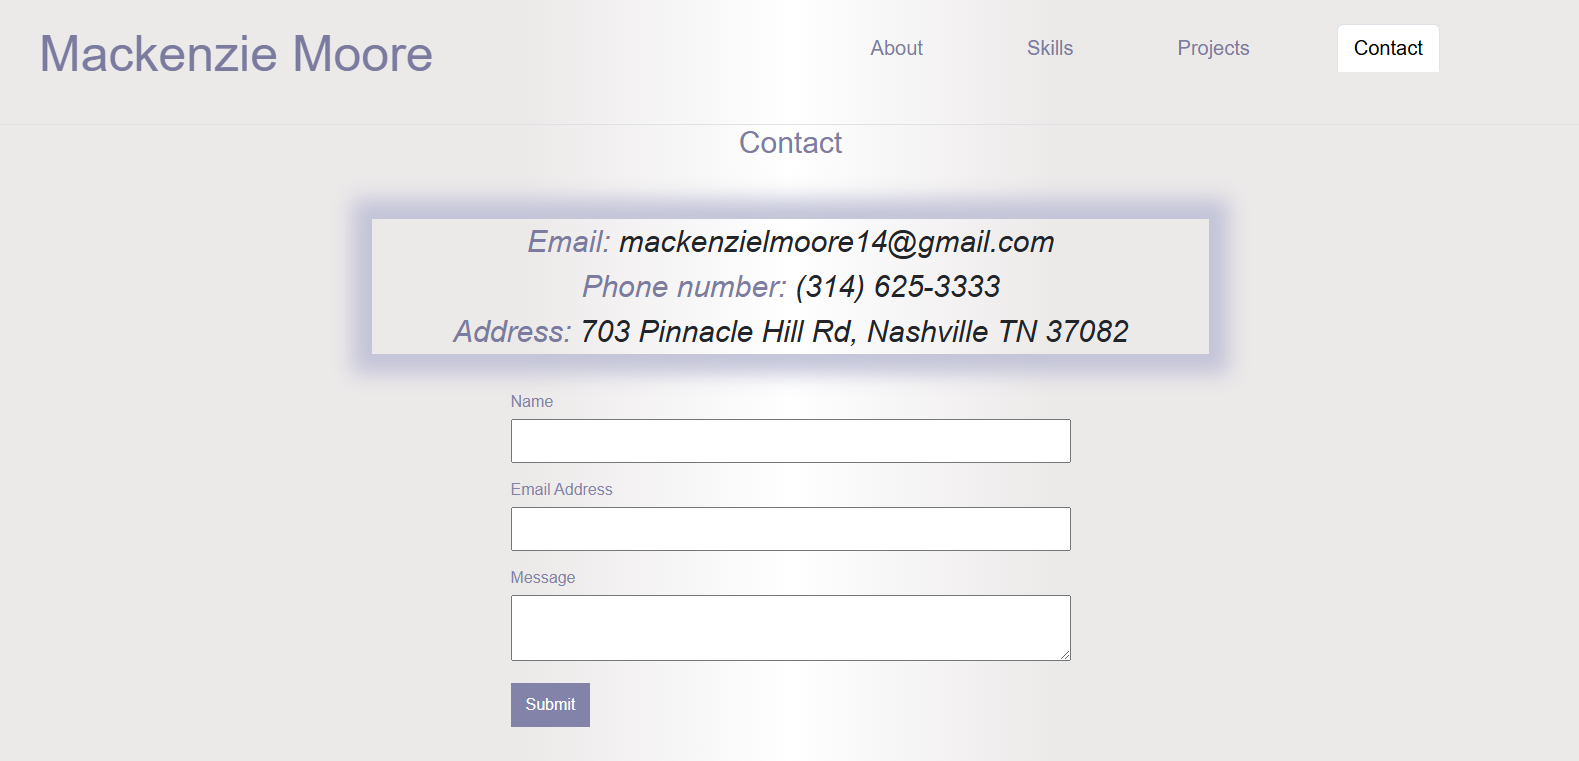 Mackenzie Moore
About
Skills
Projects
Contact
Contact
Email: mackenzielmoore14@gmail.com
Phone number: (314) 625-3333
Address: 703 Pinnacle Hill Rd, Nashville TN 37082
Name
Email Address
Message
Submit